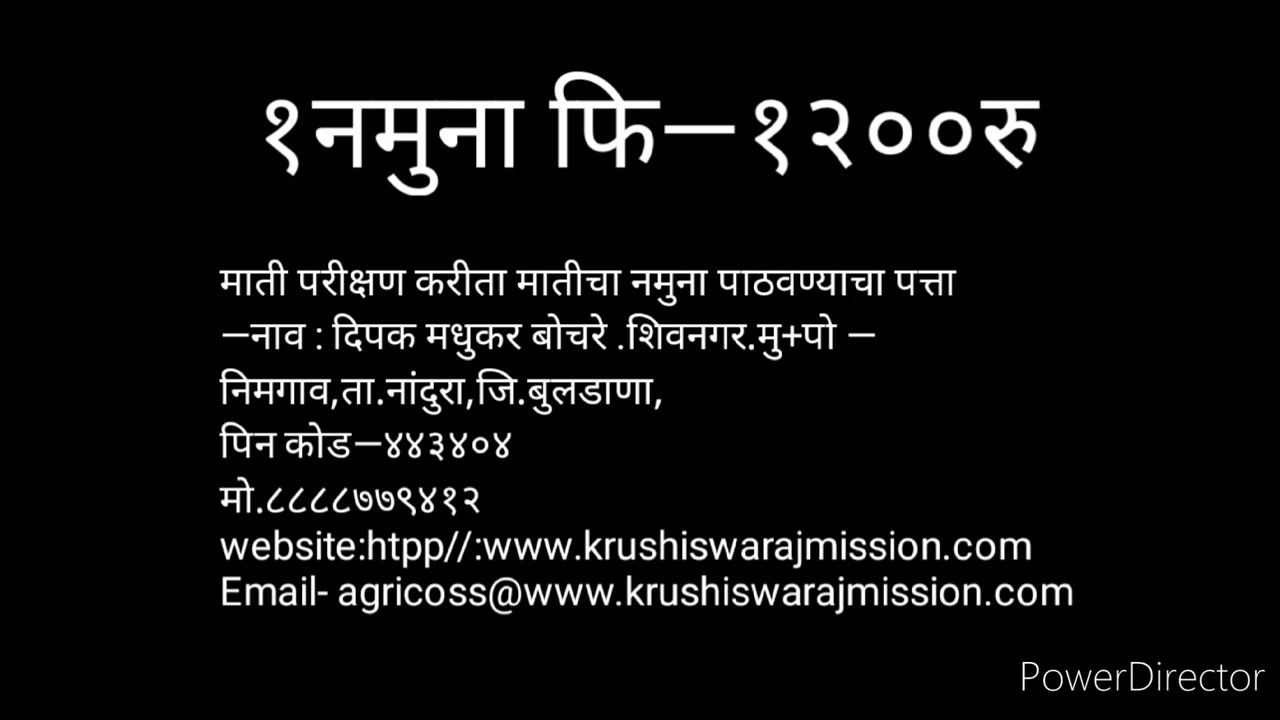 १नमुना फि—१२००रु
माती परीक्षण करीता मातीचा नमुना पाठवण्याचा पत्ता
—नाव : दिपक मधुकर बोचरे .शिवनगर.मु+पो —
निमगाव,ता.नांदुरा,जि.बुलडाणा,
पिन कोड—४४३४०४
मो.८८८८७७९४१२
website:htpp//:www.krushiswarajmission.com
Email- agricoss@www.krushiswarajmission.com
PowerDirector